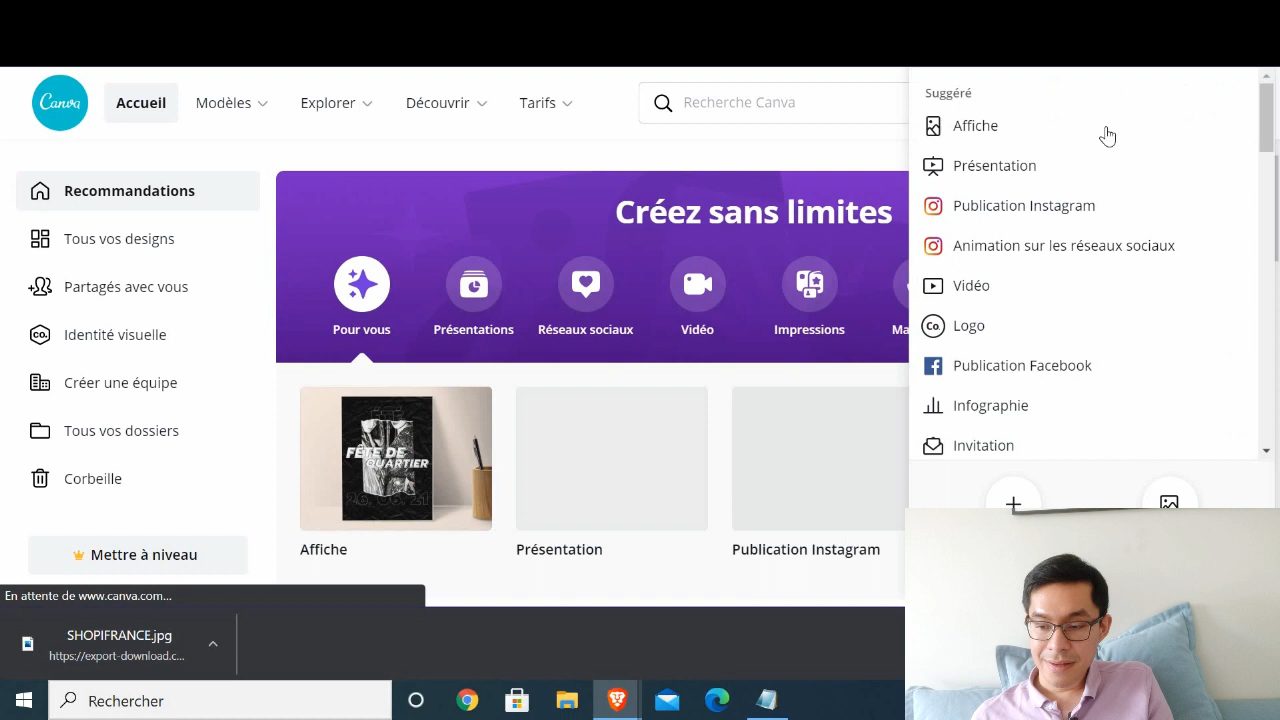 Canva
Accueil
Modèles
Explorer
Découvrir
Tarifs
Recherche Canva
Suggéré
Affiche
Présentation
Publication Instagram
Animation sur les réseaux sociaux
Vidéo
Logo
Publication Facebook
Infographie
Invitation
Recommandations
Tous vos designs
Partagés avec vous
Identité visuelle
Créer une équipe
Tous vos dossiers
Corbeille
Mettre à niveau
Créez sans limites
Pour vous
Présentations
Réseaux sociaux
Vidéo
Impressions
Ma
FÊTE DE
QUARTIER
Affiche
Présentation
Publication Instagram
En attente de www.canva.com...
SHOPIFRANCE.jpg
https://export-download.c...
Rechercher